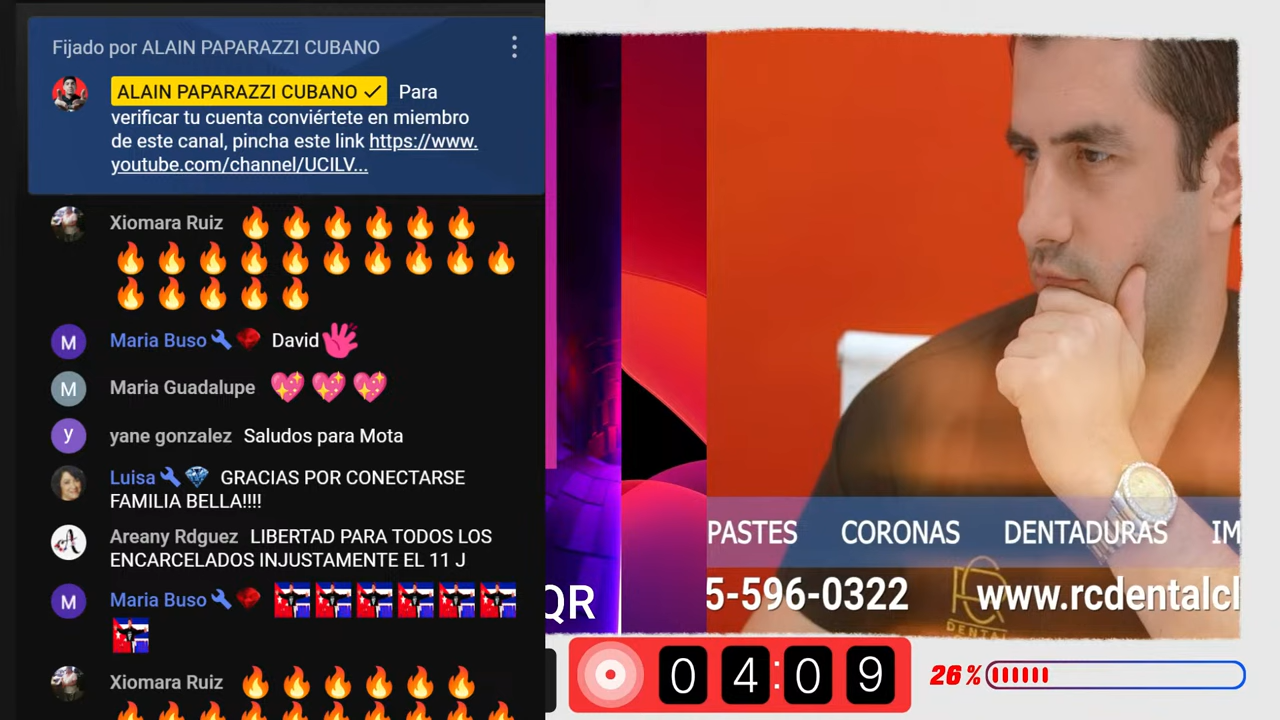 Fijado por ALAIN PAPARAZZI CUBANO
ALAIN PAPARAZZI CUBANO Para
verificar tu cuenta conviértete en miembro
de este canal, pincha este link https://www.
youtube.com/channel/UCILV...
Xiomara Ruiz 🔥🔥🔥🔥🔥🔥
🔥🔥🔥🔥🔥🔥🔥🔥🔥🔥
🔥🔥🔥🔥🔥
M Maria Buso David
M Maria Guadalupe 💖💖💖
y yane gonzalez Saludos para Mota
Luisa GRACIAS POR CONECTARSE
FAMILIA BELLA!!!!
A Areany Rdguez LIBERTAD PARA TODOS LOS
ENCARCELADOS INJUSTAMENTE EL 11 J
M Maria Buso
Xiomara Ruiz 🔥🔥🔥🔥🔥🔥
QR
PASTES CORONAS DENTADURAS IM
5-596-0322 www.rcdentalcl
RC
DENTAL
04:09
26%